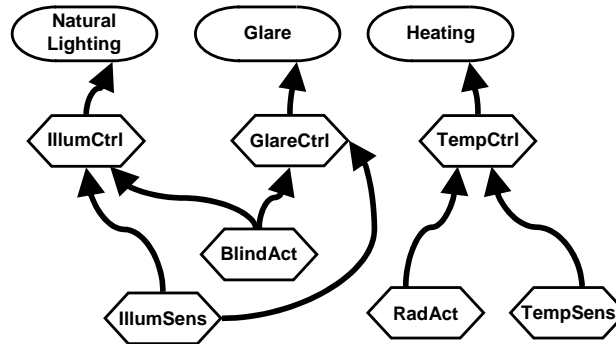 Natural
Lighting
Glare
Heating
IllumCtrl
GlareCtrl
TempCtrl
BlindAct
IllumSens
RadAct
TempSens